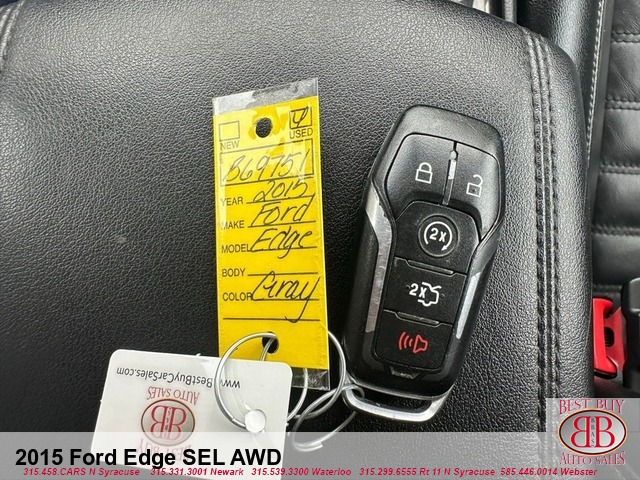 NEW
USED
B69751
YEAR 2015
MAKE Ford
MODEL Edge
BODY
COLOR Gray
2x
2x
www.BestBuyCarSales.com
AUTO SALES
BEST BUY
BB
AUTO SALES
2015 Ford Edge SEL AWD
315.458.CARS N Syracuse 315.331.3001 Newark 315.539.3300 Waterloo 315.299.6555 Rt 11 N Syracuse 585.446.0014 Webster